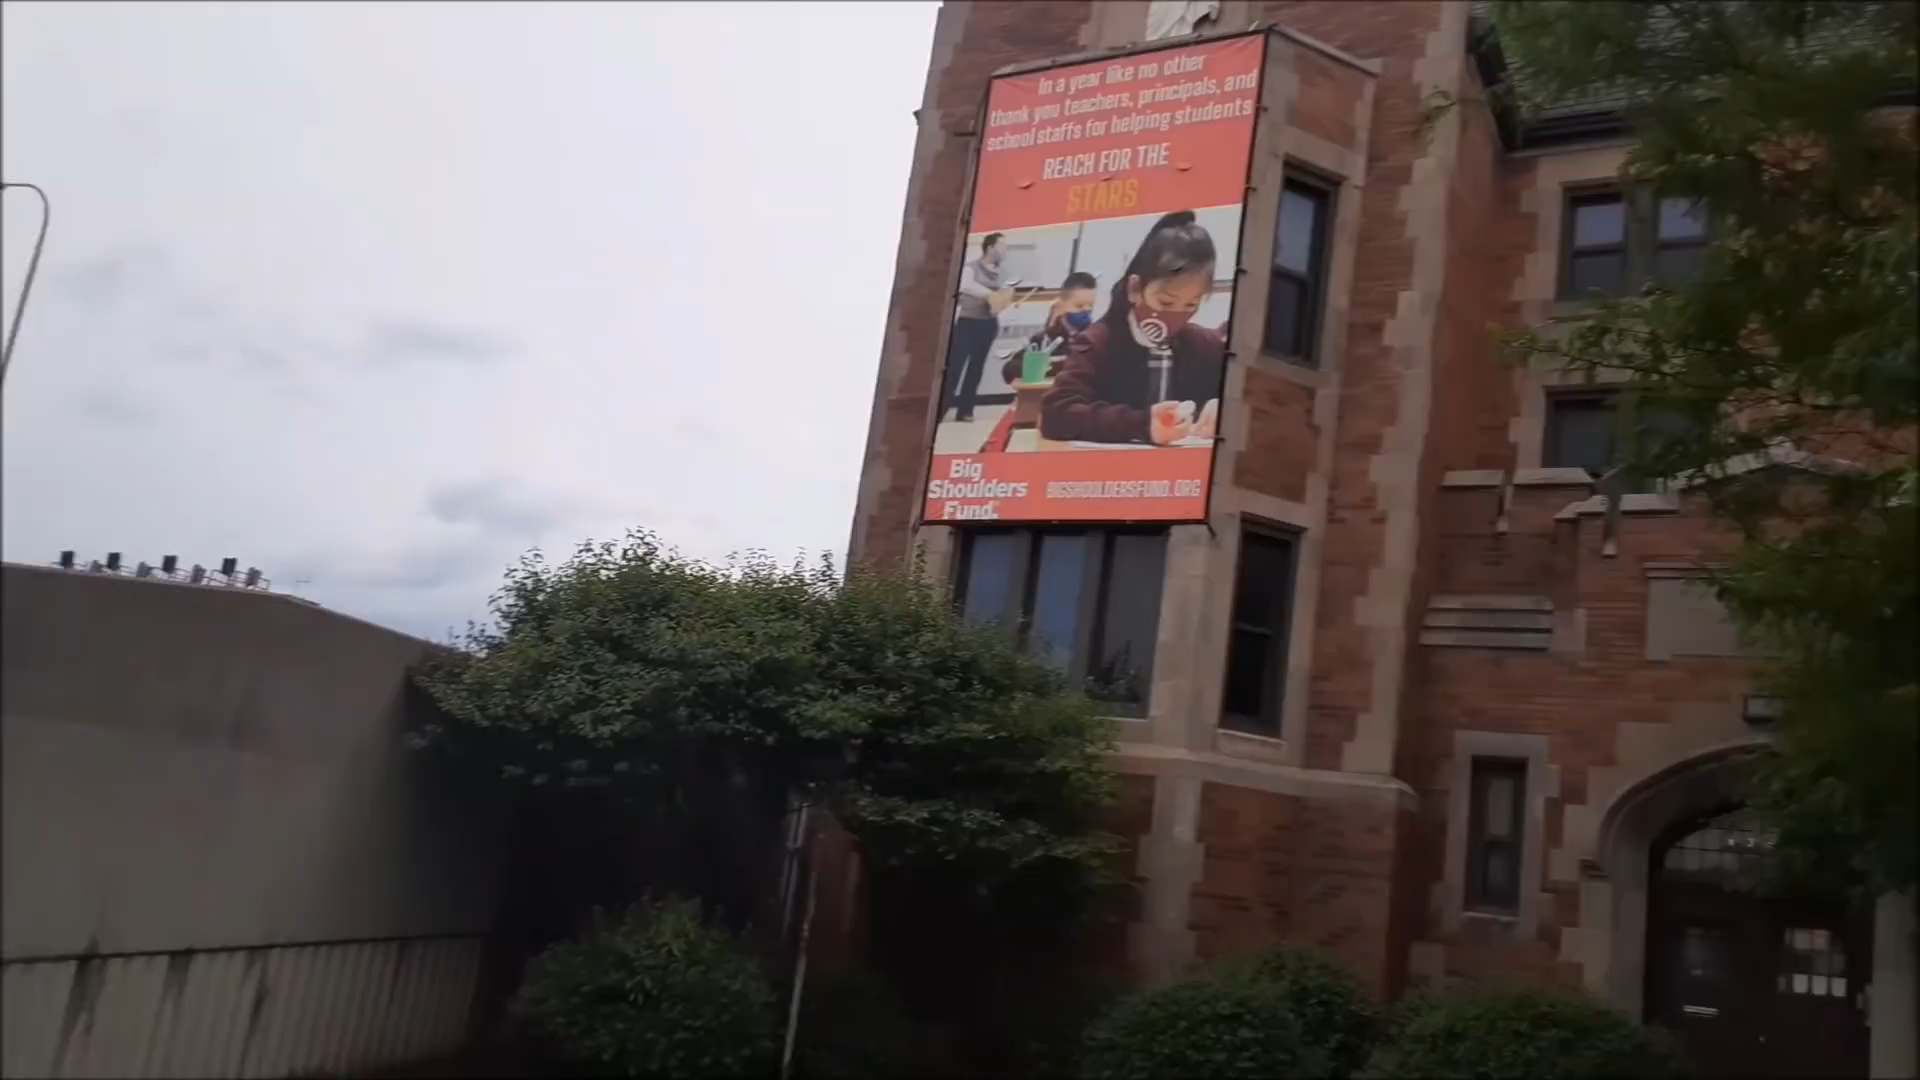 In a year like no other
thank you teachers, principals, and
school staffs for helping students
REACH FOR THE
STARS
Big
Shoulders
Fund.
BIGSHOULDERSFUND.ORG